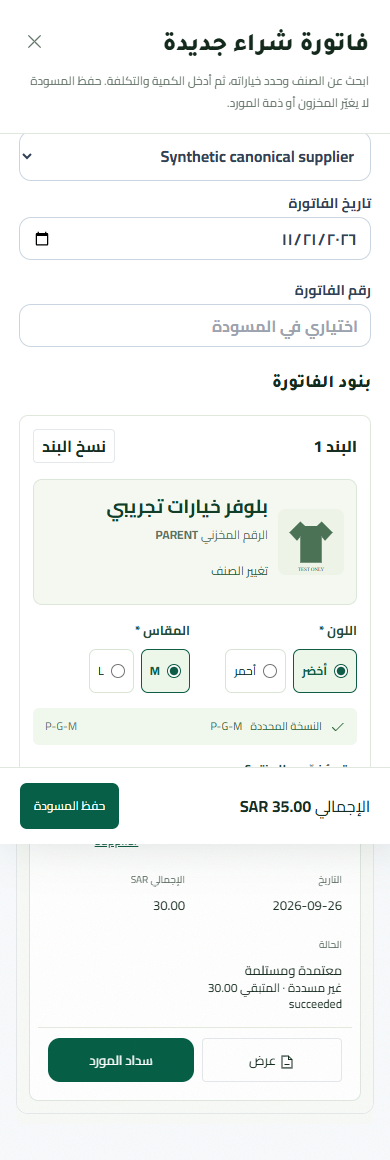 فاتورة شراء جديدة
ابحث عن الصنف وحدد خياراته، ثم أدخل الكمية والتكلفة. حفظ المسودة
لا يغيّر المخزون أو ذمة المورد.
Synthetic canonical supplier
تاريخ الفاتورة
١١/٢١/٢٠٢٦
رقم الفاتورة
اختياري في المسودة
بنود الفاتورة
البند 1
نسخ البند
بلوفر خيارات تجريبي
الرقم المخزني PARENT
تغيير الصنف
TEST ONLY
اللون *
المقاس *
أخضر
أحمر
M
L
النسخة المحددة P-G-M
P-G-M
الإجمالي SAR 35.00
حفظ المسودة
التاريخ
الإجمالي SAR
2026-09-26
30.00
الحالة
معتمدة ومستلمة
غير مسددة · المتبقي 30.00
succeeded
عرض
سداد المورد